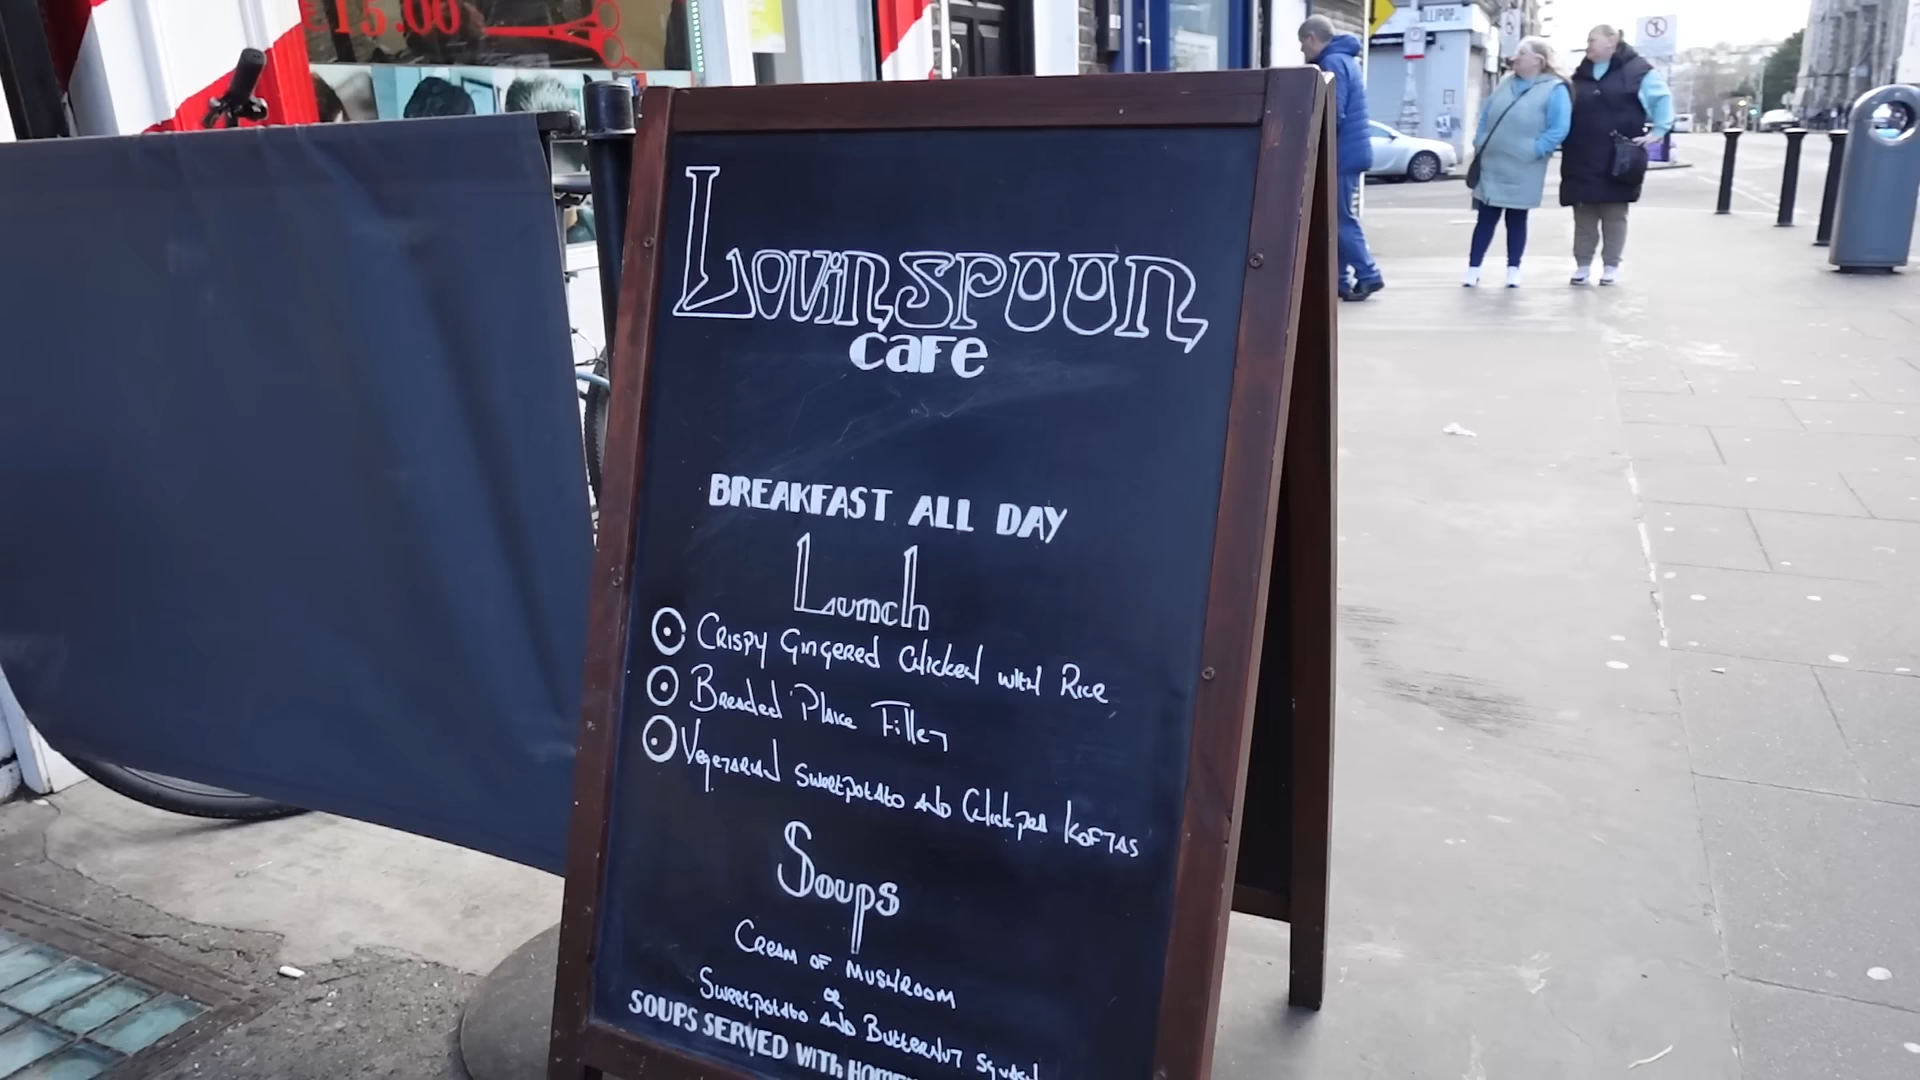 £15.00
LOLLIPOP
LovinSpoon
cafe
BREAKFAST ALL DAY
Lunch
Crispy Gingered Chicken with Rice
Breaded Plaice Fillet
Vegetarian sweetpotato and Chickpea Koftas
Soups
Cream of Mushroom
or
Sweetpotato and Butternut Squash
SOUPS SERVED WITH